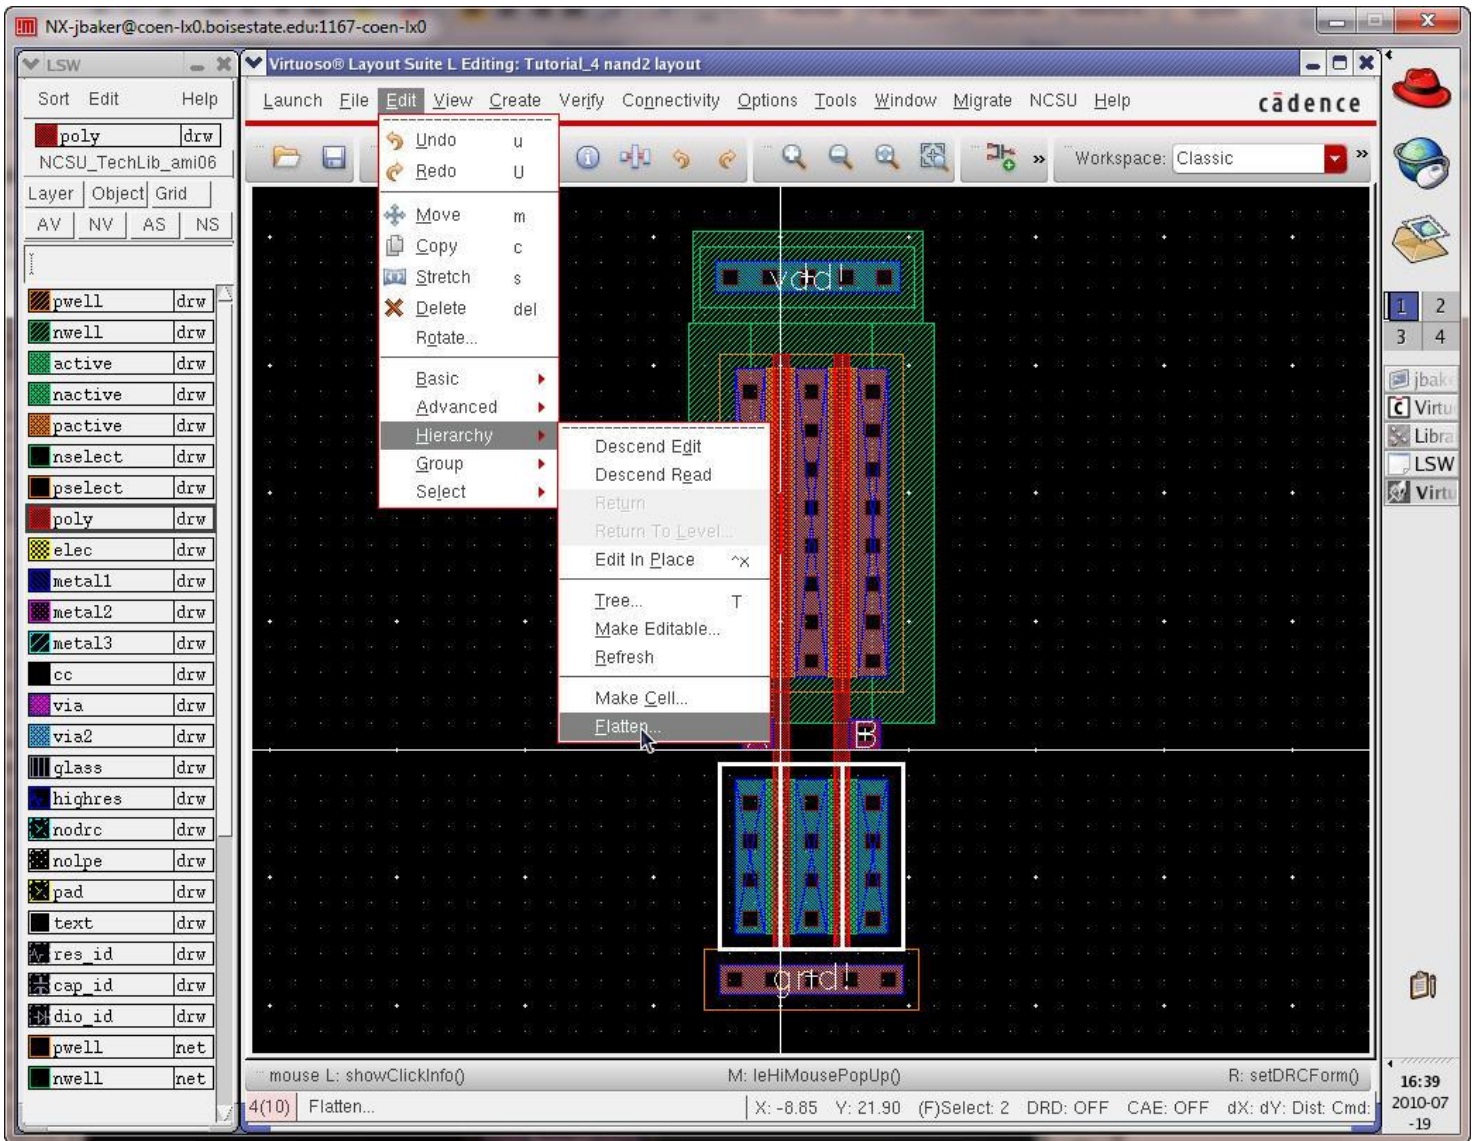 NX-jbaker@coen-lx0.boisestate.edu:1167-coen-lx0
LSW
Sort Edit Help
poly drw
NCSU_TechLib_ami06
Layer Object Grid
AV NV AS NS
pwell drw
nwell drw
active drw
nactive drw
pactive drw
nselect drw
pselect drw
poly drw
elec drw
metal1 drw
metal2 drw
metal3 drw
cc drw
via drw
via2 drw
glass drw
highres drw
nodrc drw
nolpe drw
pad drw
text drw
res_id drw
cap_id drw
dio_id drw
pwell net
nwell net
Virtuoso® Layout Suite L Editing: Tutorial_4 nand2 layout
Launch File Edit View Create Verify Connectivity Options Tools Window Migrate NCSU Help cādence
» Workspace: Classic »
Undo u
Redo U
Move m
Copy c
Stretch s
Delete del
Rotate...
Basic
Advanced
Hierarchy
Group
Select
Descend Edit
Descend Read
Return
Return To Level...
Edit In Place ^x
Tree... T
Make Editable...
Refresh
Make Cell...
Flatten...
vdd!
B
gnd!
mouse L: showClickInfo() M: leHiMousePopUp() R: setDRCForm()
4(10) Flatten... X: -8.85 Y: 21.90 (F)Select: 2 DRD: OFF CAE: OFF dX: dY: Dist: Cmd:
1 2
3 4
jbak
Virtu
Libra
LSW
Virtu
16:39
2010-07
-19